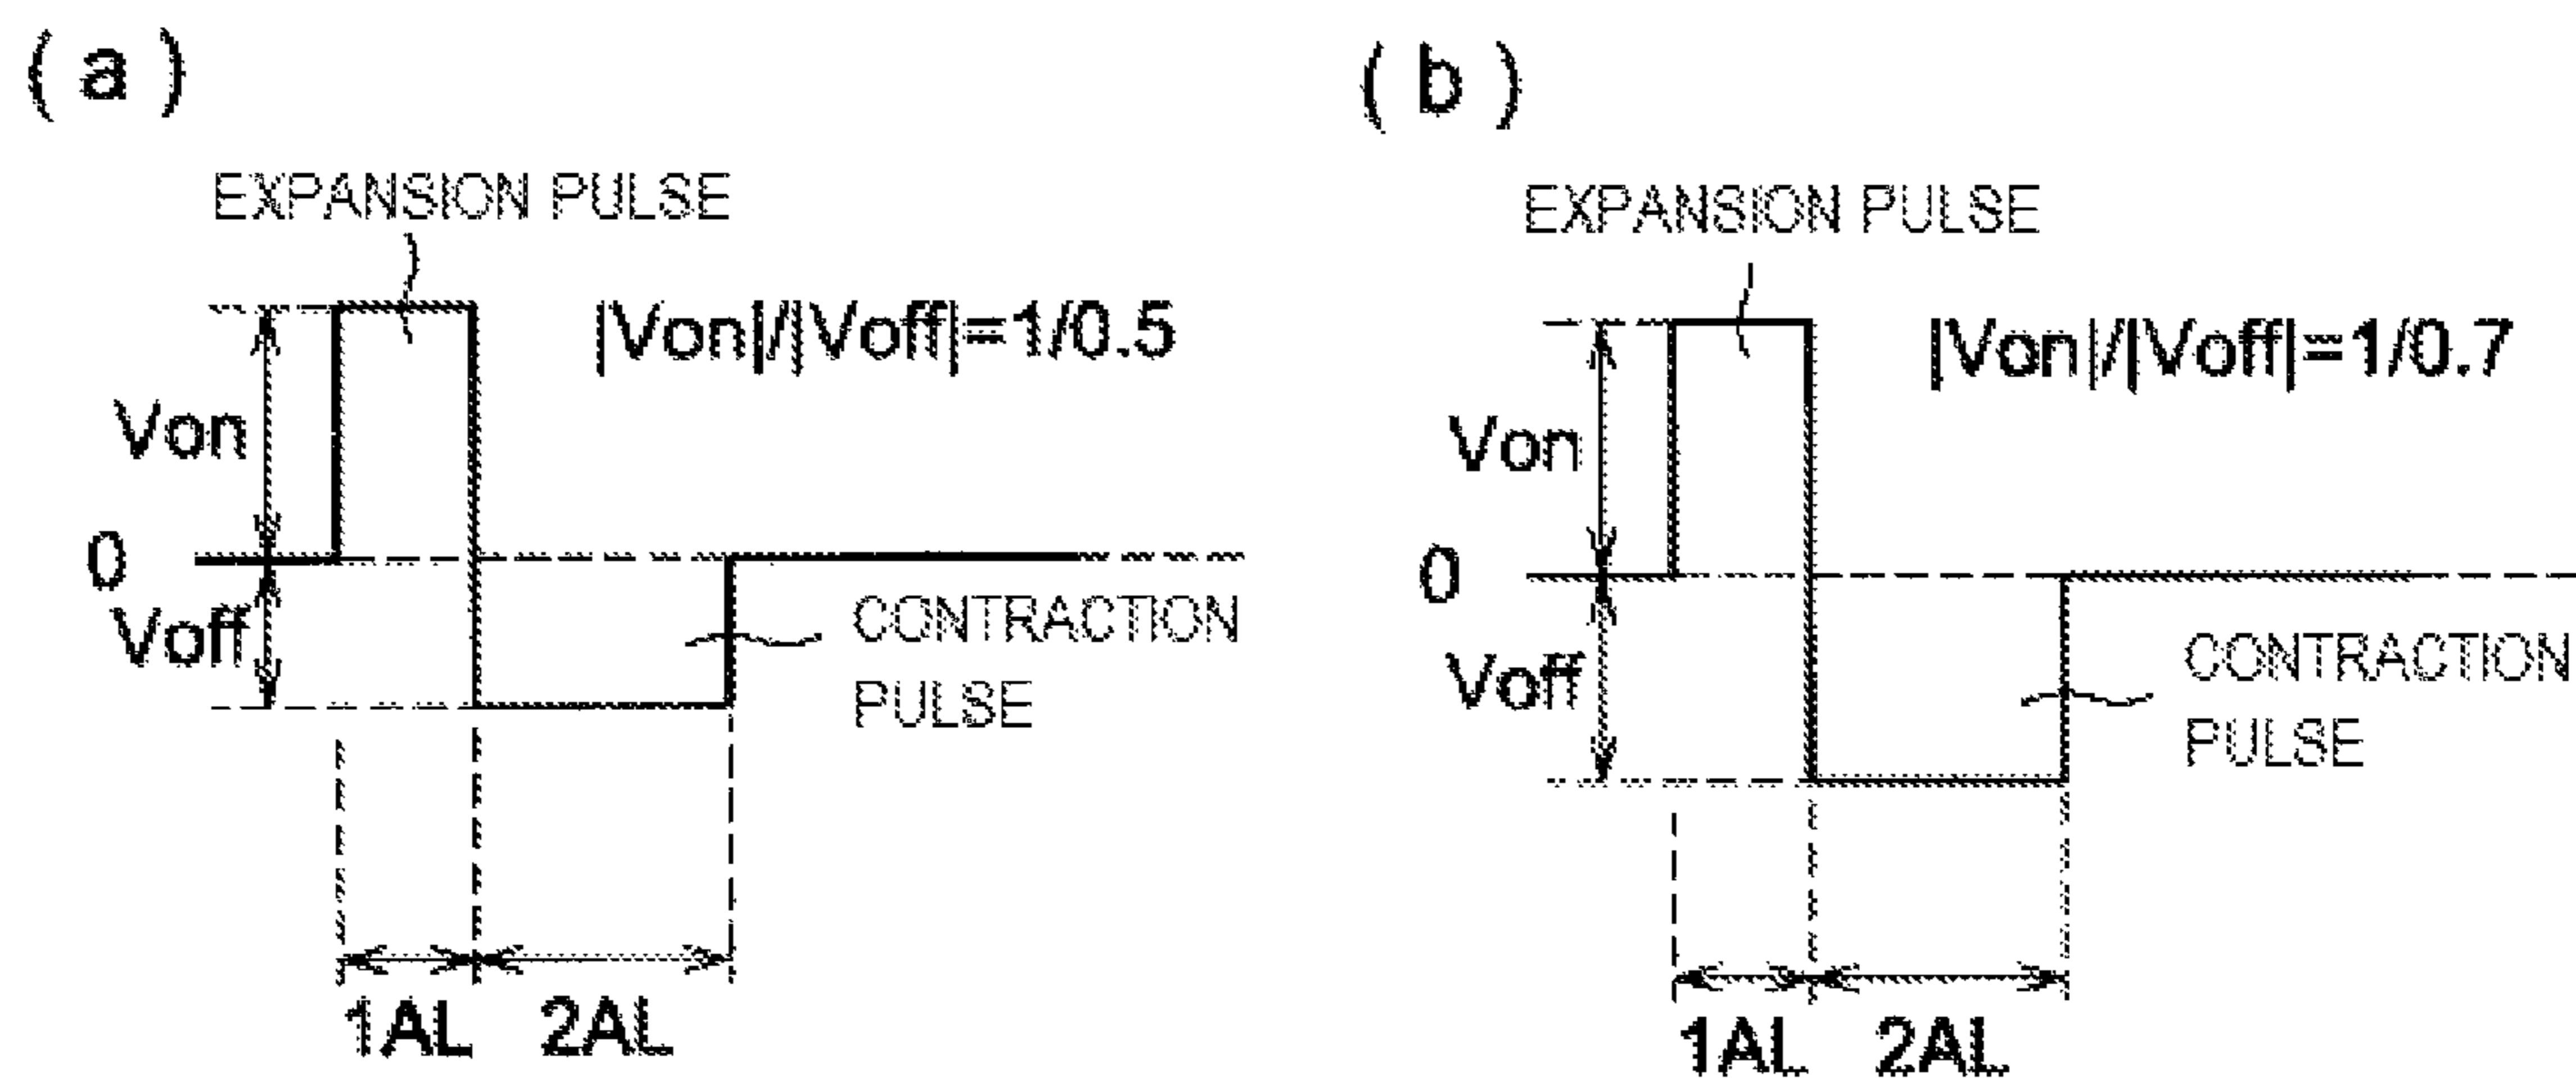 ( a )
EXPANSION PULSE
|Von|/|Voff|=1/0.5
Von
0
Voff
CONTRACTION
PULSE
1AL 2AL
( b )
EXPANSION PULSE
|Von|/|Voff|=1/0.7
Von
0
Voff
CONTRACTION
PULSE
1AL 2AL